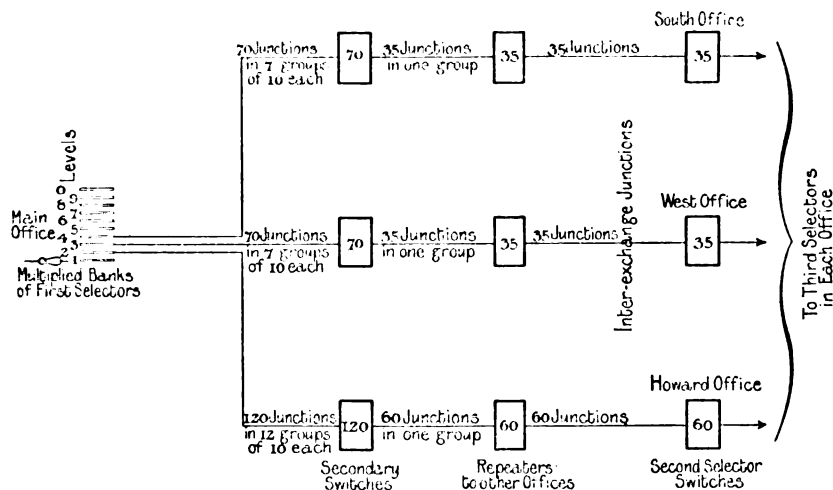 South Office
70 Junctions
in 7 groups
of 10 each
70
35 Junctions
in one group
35
35 Junctions
35
Levels
0
9
8
7
6
5
4
3
2
1
Main
Office
Multiplied Banks
of First Selectors
70 Junctions
in 7 groups
of 10 each
70
35 Junctions
in one group
35
35 Junctions
Inter-exchange Junctions
West Office
35
To Third Selectors
in Each Office
Howard Office
120 Junctions
in 12 groups
of 10 each
120
60 Junctions
in one group
60
60 Junctions
60
Secondary
Switches
Repeaters
to other Offices
Second Selector
Switches